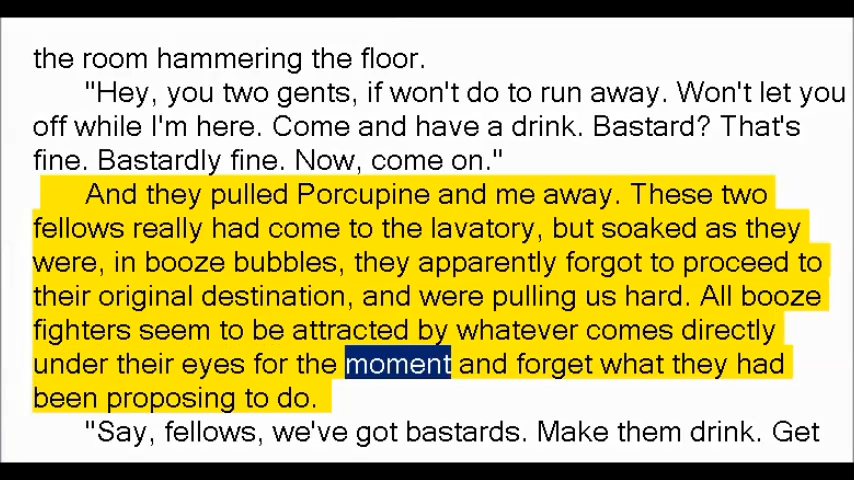 the room hammering the floor.
"Hey, you two gents, if won't do to run away. Won't let you
off while I'm here. Come and have a drink. Bastard? That's
fine. Bastardly fine. Now, come on."
And they pulled Porcupine and me away. These two
fellows really had come to the lavatory, but soaked as they
were, in booze bubbles, they apparently forgot to proceed to
their original destination, and were pulling us hard. All booze
fighters seem to be attracted by whatever comes directly
under their eyes for the moment and forget what they had
been proposing to do.
"Say, fellows, we've got bastards. Make them drink. Get